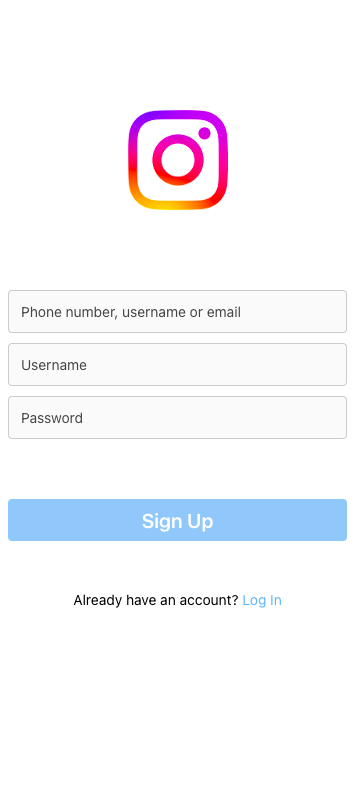 Phone number, username or email
Username
Password
Sign Up
Already have an account? Log In